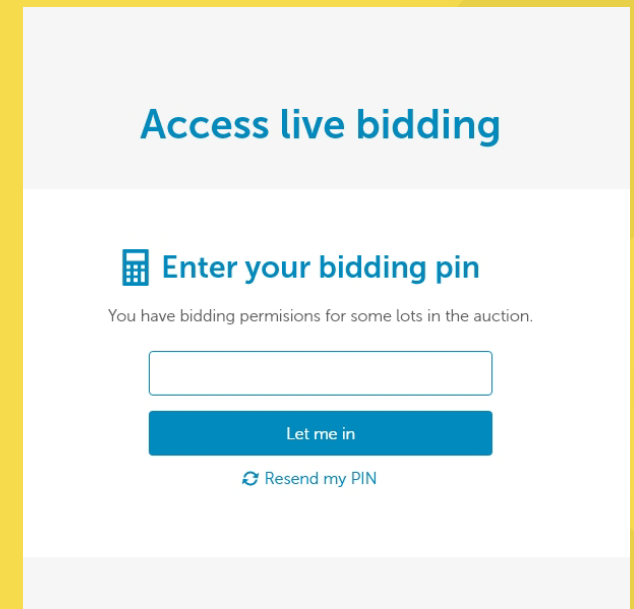 Access live bidding
Enter your bidding pin
You have bidding permisions for some lots in the auction.
Let me in
Resend my PIN